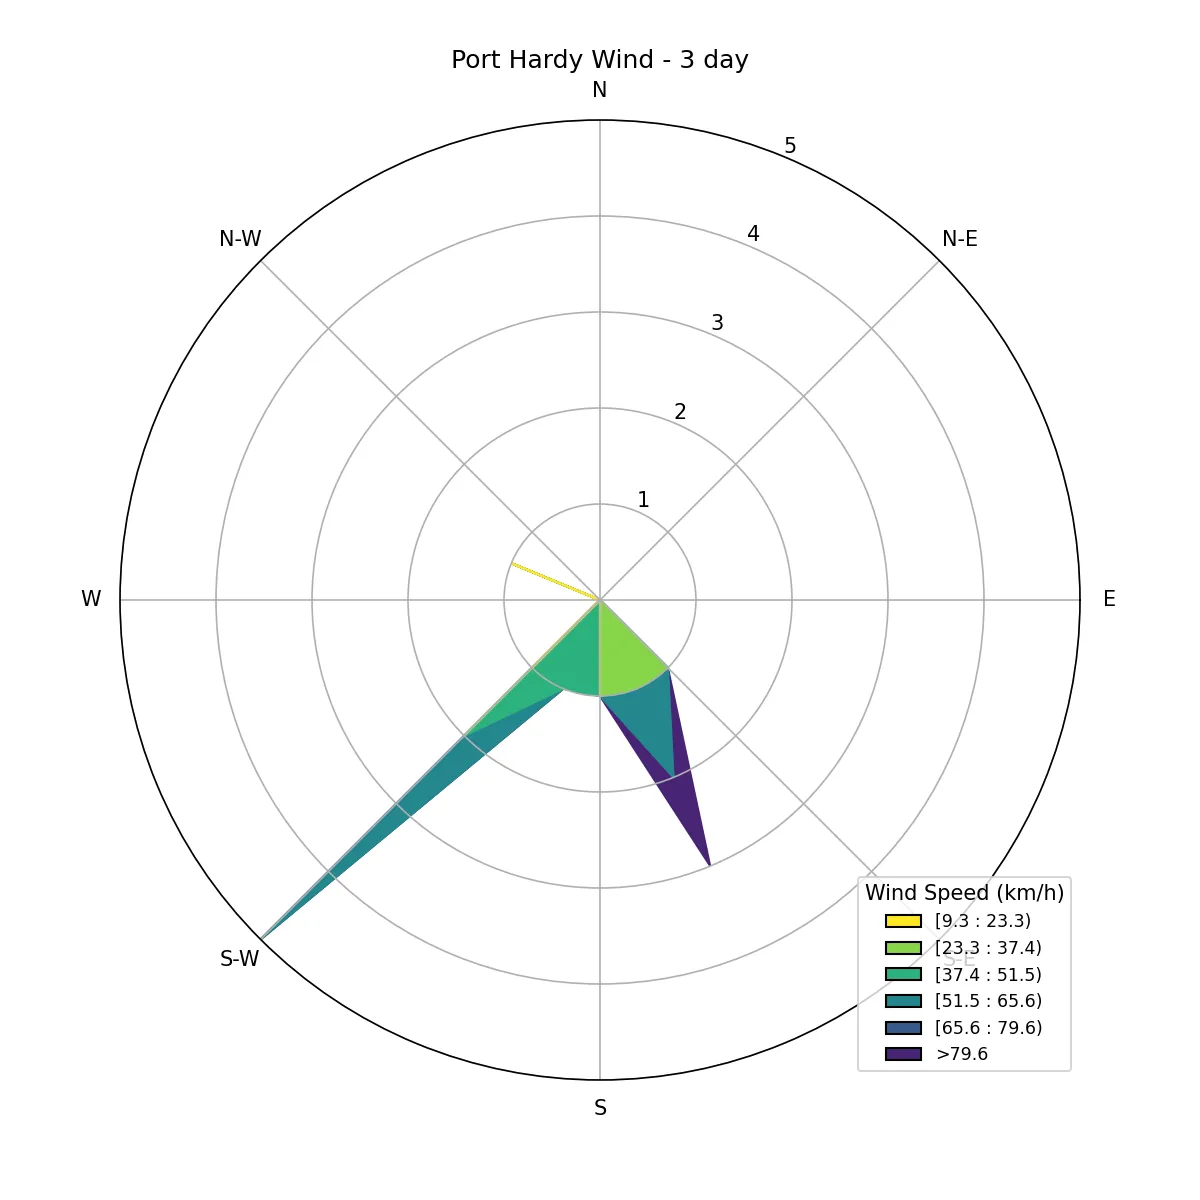 Port Hardy Wind - 3 day
N
5
N-W
4
N-E
3
2
1
W
E
S-W
S-E
S
Wind Speed (km/h)
[9.3 : 23.3)
[23.3 : 37.4)
[37.4 : 51.5)
[51.5 : 65.6)
[65.6 : 79.6)
>79.6